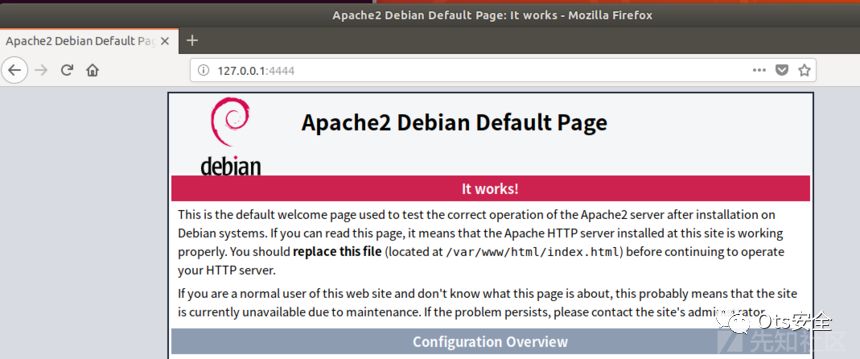 Apache2 Debian Default Page: It works - Mozilla Firefox
Apache2 Debian Default Pag
127.0.0.1:4444
debian
Apache2 Debian Default Page
It works!
This is the default welcome page used to test the correct operation of the Apache2 server after installation on
Debian systems. If you can read this page, it means that the Apache HTTP server installed at this site is working
properly. You should replace this file (located at /var/www/html/index.html) before continuing to operate
your HTTP server.
If you are a normal user of this web site and don't know what this page is about, this probably means that the site
is currently unavailable due to maintenance. If the problem persists, please contact the site's administrator.
Ots安全
先知社区
Configuration Overview